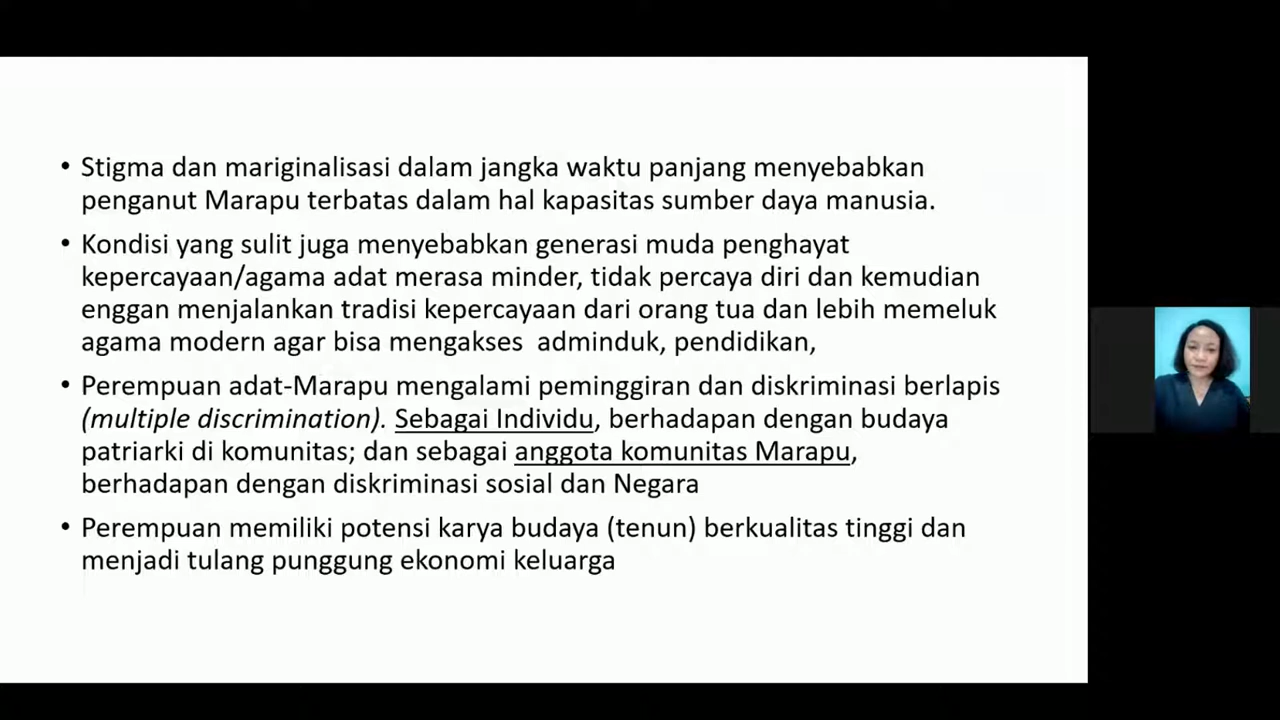 • Stigma dan mariginalisasi dalam jangka waktu panjang menyebabkan
penganut Marapu terbatas dalam hal kapasitas sumber daya manusia.
• Kondisi yang sulit juga menyebabkan generasi muda penghayat
kepercayaan/agama adat merasa minder, tidak percaya diri dan kemudian
enggan menjalankan tradisi kepercayaan dari orang tua dan lebih memeluk
agama modern agar bisa mengakses  adminduk, pendidikan,
• Perempuan adat-Marapu mengalami peminggiran dan diskriminasi berlapis
(multiple discrimination). Sebagai Individu, berhadapan dengan budaya
patriarki di komunitas; dan sebagai anggota komunitas Marapu,
berhadapan dengan diskriminasi sosial dan Negara
• Perempuan memiliki potensi karya budaya (tenun) berkualitas tinggi dan
menjadi tulang punggung ekonomi keluarga